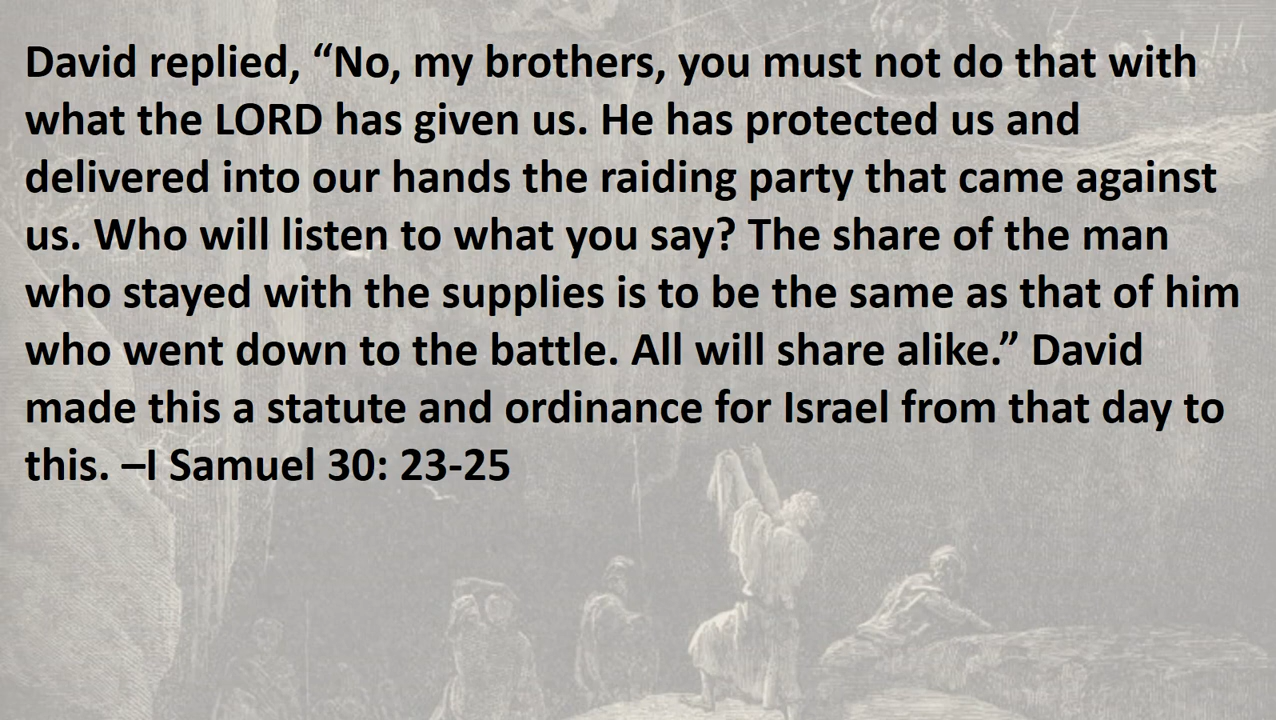 David replied, “No, my brothers, you must not do that with
what the LORD has given us. He has protected us and
delivered into our hands the raiding party that came against
us. Who will listen to what you say? The share of the man
who stayed with the supplies is to be the same as that of him
who went down to the battle. All will share alike.” David
made this a statute and ordinance for Israel from that day to
this. –I Samuel 30: 23-25